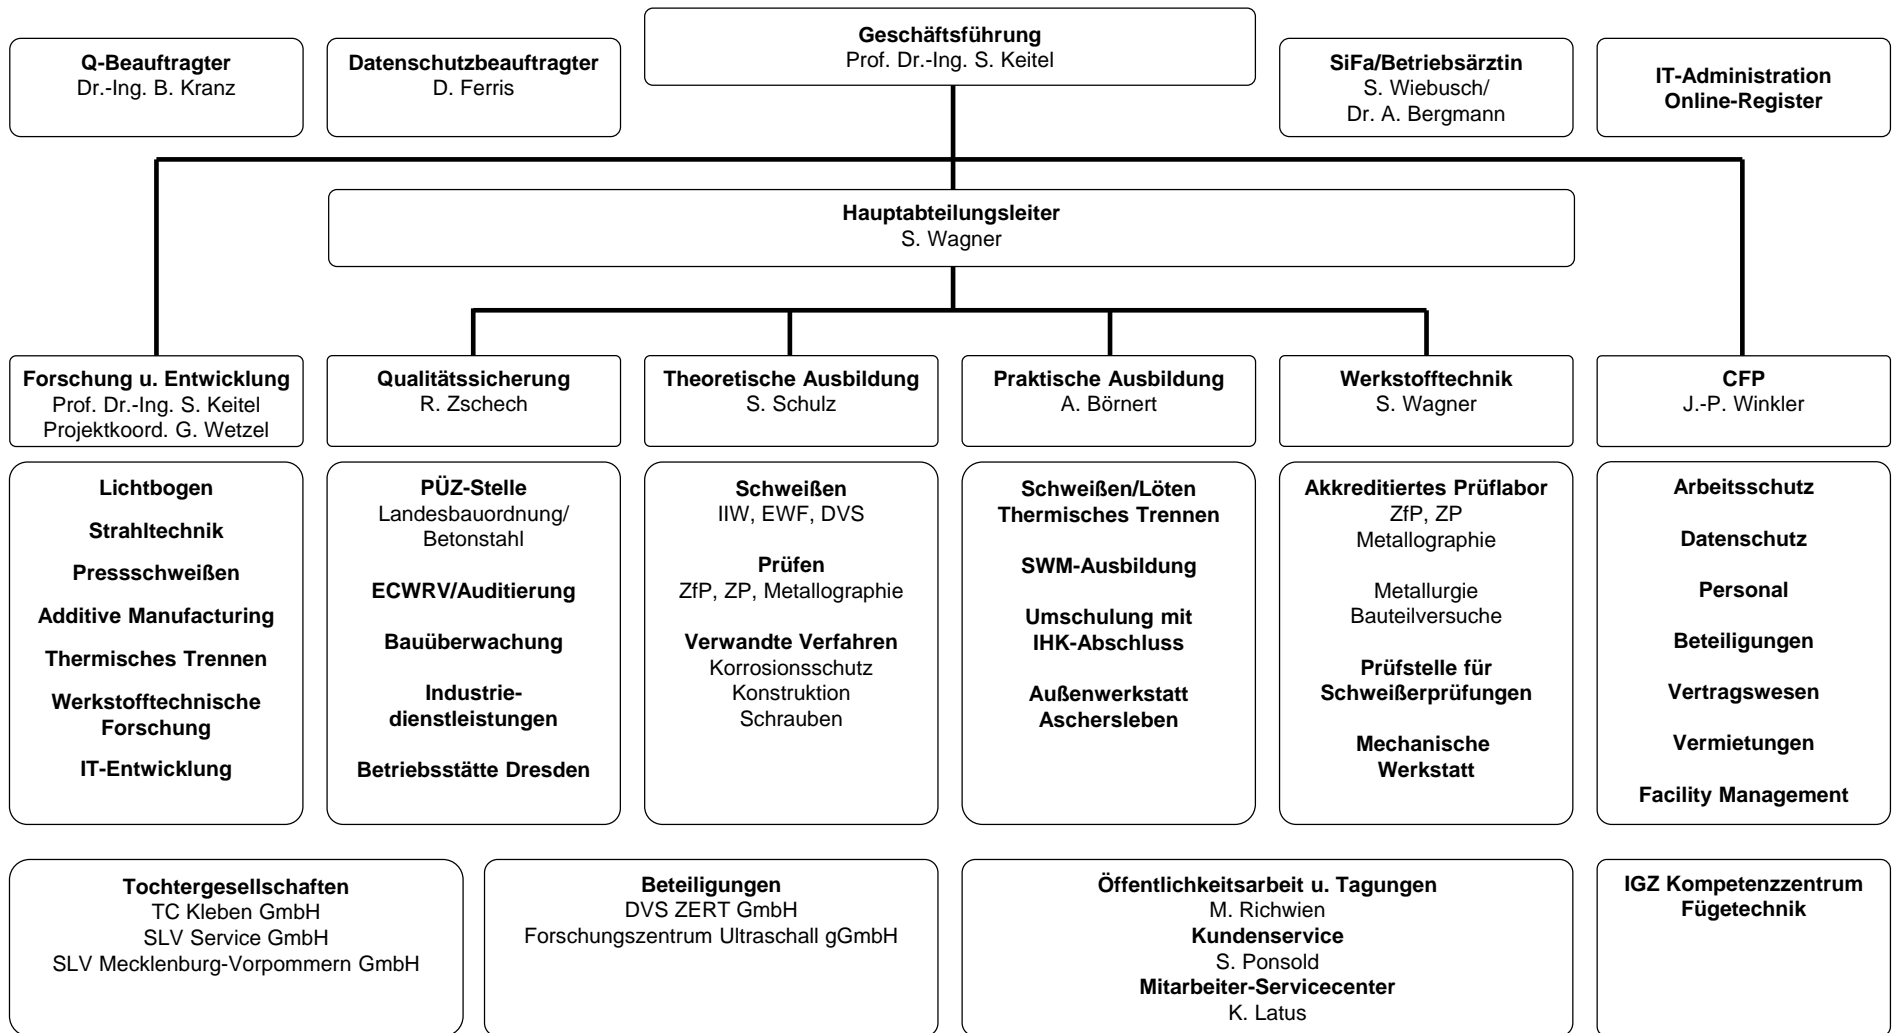 Geschäftsführung
Prof. Dr.-Ing. S. Keitel
Q-Beauftragter
Dr.-Ing. B. Kranz
Datenschutzbeauftragter
D. Ferris
SiFa/Betriebsärztin
S. Wiebusch/
Dr. A. Bergmann
IT-Administration
Online-Register
Hauptabteilungsleiter
S. Wagner
Forschung u. Entwicklung
Prof. Dr.-Ing. S. Keitel
Projektkoord. G. Wetzel
Qualitätssicherung
R. Zschech
Theoretische Ausbildung
S. Schulz
Praktische Ausbildung
A. Börnert
Werkstofftechnik
S. Wagner
CFP
J.-P. Winkler
Lichtbogen
Strahltechnik
Pressschweißen
Additive Manufacturing
Thermisches Trennen
Werkstofftechnische
Forschung
IT-Entwicklung
PÜZ-Stelle
Landesbauordnung/
Betonstahl
ECWRV/Auditierung
Bauüberwachung
Industrie-
dienstleistungen
Betriebsstätte Dresden
Schweißen
IIW, EWF, DVS
Prüfen
ZfP, ZP, Metallographie
Verwandte Verfahren
Korrosionsschutz
Konstruktion
Schrauben
Schweißen/Löten
Thermisches Trennen
SWM-Ausbildung
Umschulung mit
IHK-Abschluss
Außenwerkstatt
Aschersleben
Akkreditiertes Prüflabor
ZfP, ZP
Metallographie
Metallurgie
Bauteilversuche
Prüfstelle für
Schweißerprüfungen
Mechanische
Werkstatt
Arbeitsschutz
Datenschutz
Personal
Beteiligungen
Vertragswesen
Vermietungen
Facility Management
Tochtergesellschaften
TC Kleben GmbH
SLV Service GmbH
SLV Mecklenburg-Vorpommern GmbH
Beteiligungen
DVS ZERT GmbH
Forschungszentrum Ultraschall gGmbH
Öffentlichkeitsarbeit u. Tagungen
M. Richwien
Kundenservice
S. Ponsold
Mitarbeiter-Servicecenter
K. Latus
IGZ Kompetenzzentrum
Fügetechnik